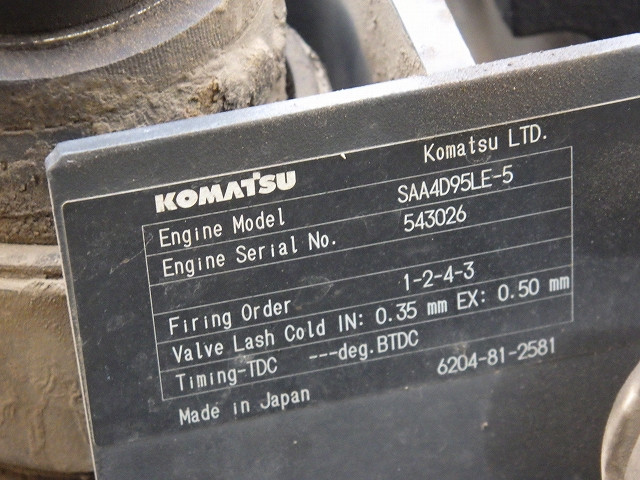 KOMATSU Komatsu LTD.
Engine Model SAA4D95LE-5
Engine Serial No. 543026
Firing Order 1-2-4-3
Valve Lash Cold IN: 0.35 mm EX: 0.50 mm
Timing-TDC ---deg.BTDC
Made in Japan 6204-81-2581